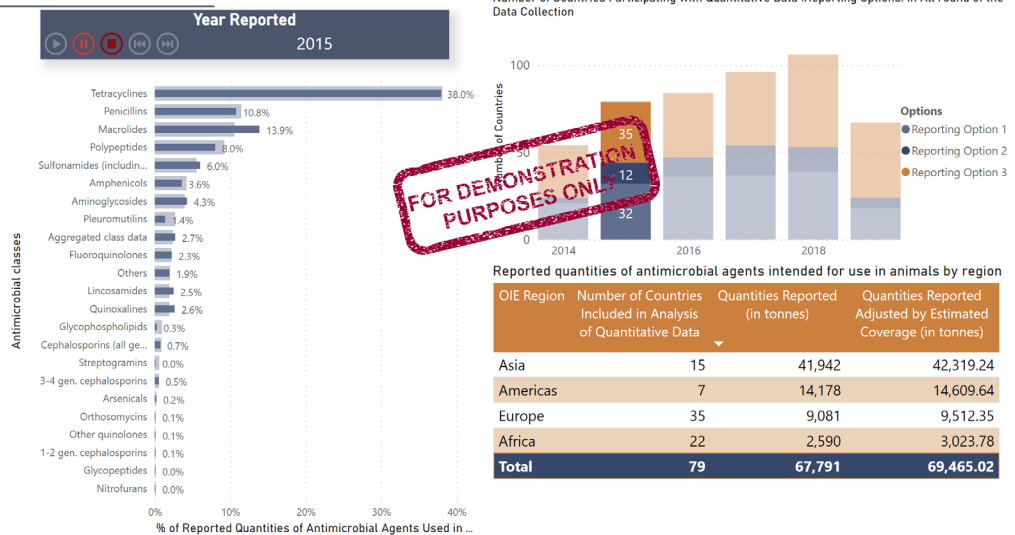 Year Reported
2015
Tetracyclines 38.0%
Penicillins 10.8%
Macrolides 13.9%
Polypeptides 8.0%
Sulfonamides (includin... 6.0%
Amphenicols 3.6%
Aminoglycosides 4.3%
Pleuromutilins 1.4%
Aggregated class data 2.7%
Fluoroquinolones 2.3%
Others 1.9%
Lincosamides 2.5%
Quinoxalines 2.6%
Glycophospholipids 0.3%
Cephalosporins (all ge... 0.7%
Streptogramins 0.0%
3-4 gen. cephalosporins 0.5%
Arsenicals 0.2%
Orthosomycins 0.1%
Other quinolones 0.1%
1-2 gen. cephalosporins 0.1%
Glycopeptides 0.0%
Nitrofurans 0.0%
0% 10% 20% 30% 40%
% of Reported Quantities of Antimicrobial Agents Used in ...
Antimicrobial classes
Number of Countries Participating with Quantitative Data (Reporting Options) in All Round of the
Data Collection
Number of Countries
100
50
0
35
12
32
2014 2016 2018
Options
Reporting Option 1
Reporting Option 2
Reporting Option 3
FOR DEMONSTRATION
PURPOSES ONLY
Reported quantities of antimicrobial agents intended for use in animals by region
OIE Region Number of Countries Quantities Reported Quantities Reported
Included in Analysis (in tonnes) Adjusted by Estimated
of Quantitative Data Coverage (in tonnes)
Asia 15 41,942 42,319.24
Americas 7 14,178 14,609.64
Europe 35 9,081 9,512.35
Africa 22 2,590 3,023.78
Total 79 67,791 69,465.02